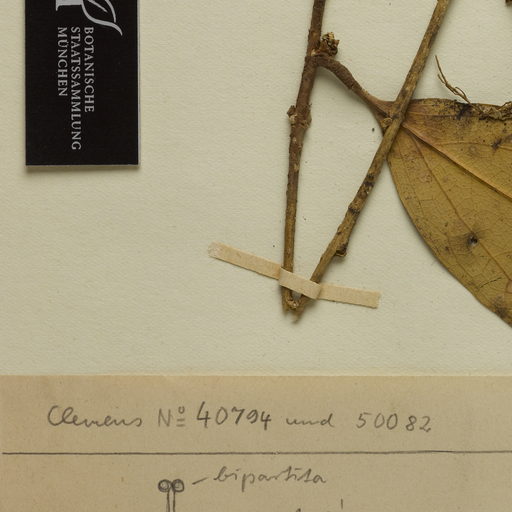 BOTANISCHE
STAATSSAMMLUNG
MÜNCHEN
Clemens Nº 40794 und 50082
- bipartita